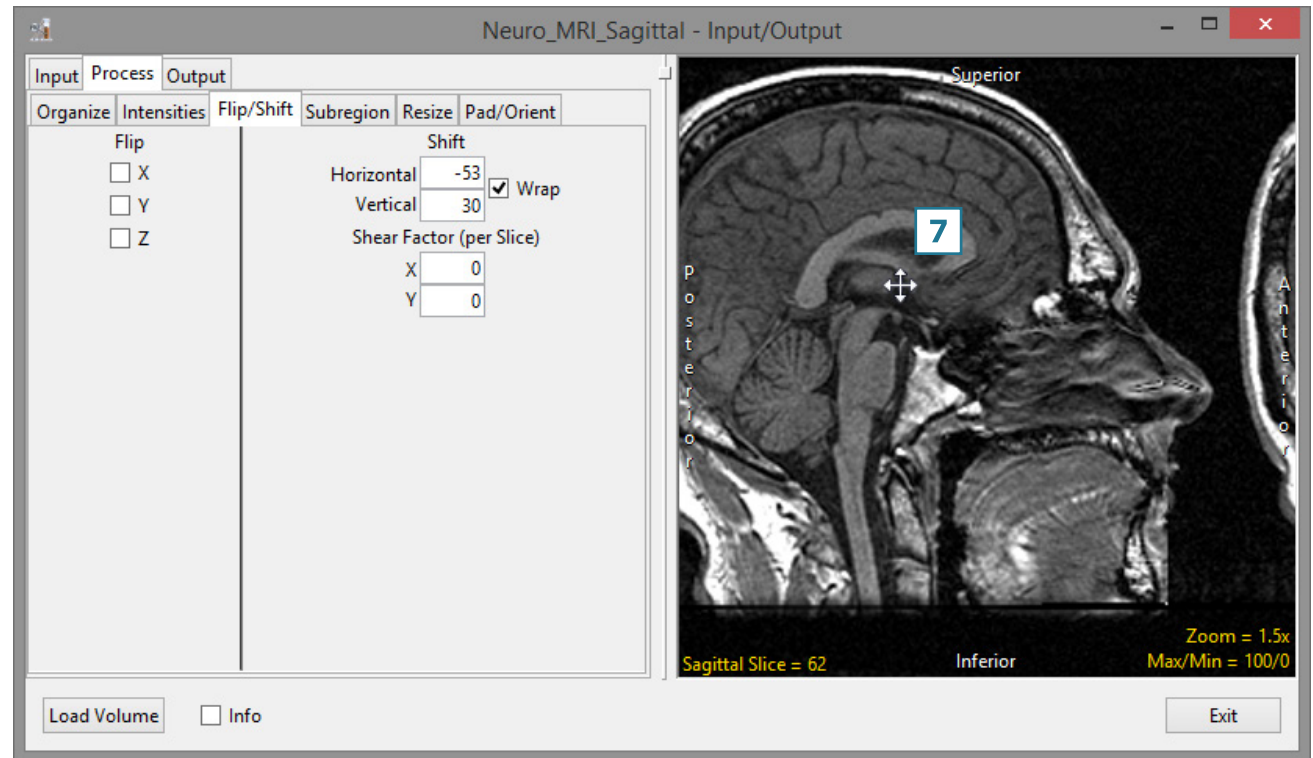 Neuro_MRI_Sagittal - Input/Output
Input Process Output
Organize Intensities Flip/Shift Subregion Resize Pad/Orient
Flip
X
Y
Z
Shift
Horizontal -53
Vertical 30
Wrap
Shear Factor (per Slice)
X 0
Y 0
Superior
7
Posterior
Anterior
Sagittal Slice = 62
Inferior
Zoom = 1.5x
Max/Min = 100/0
Load Volume
Info
Exit